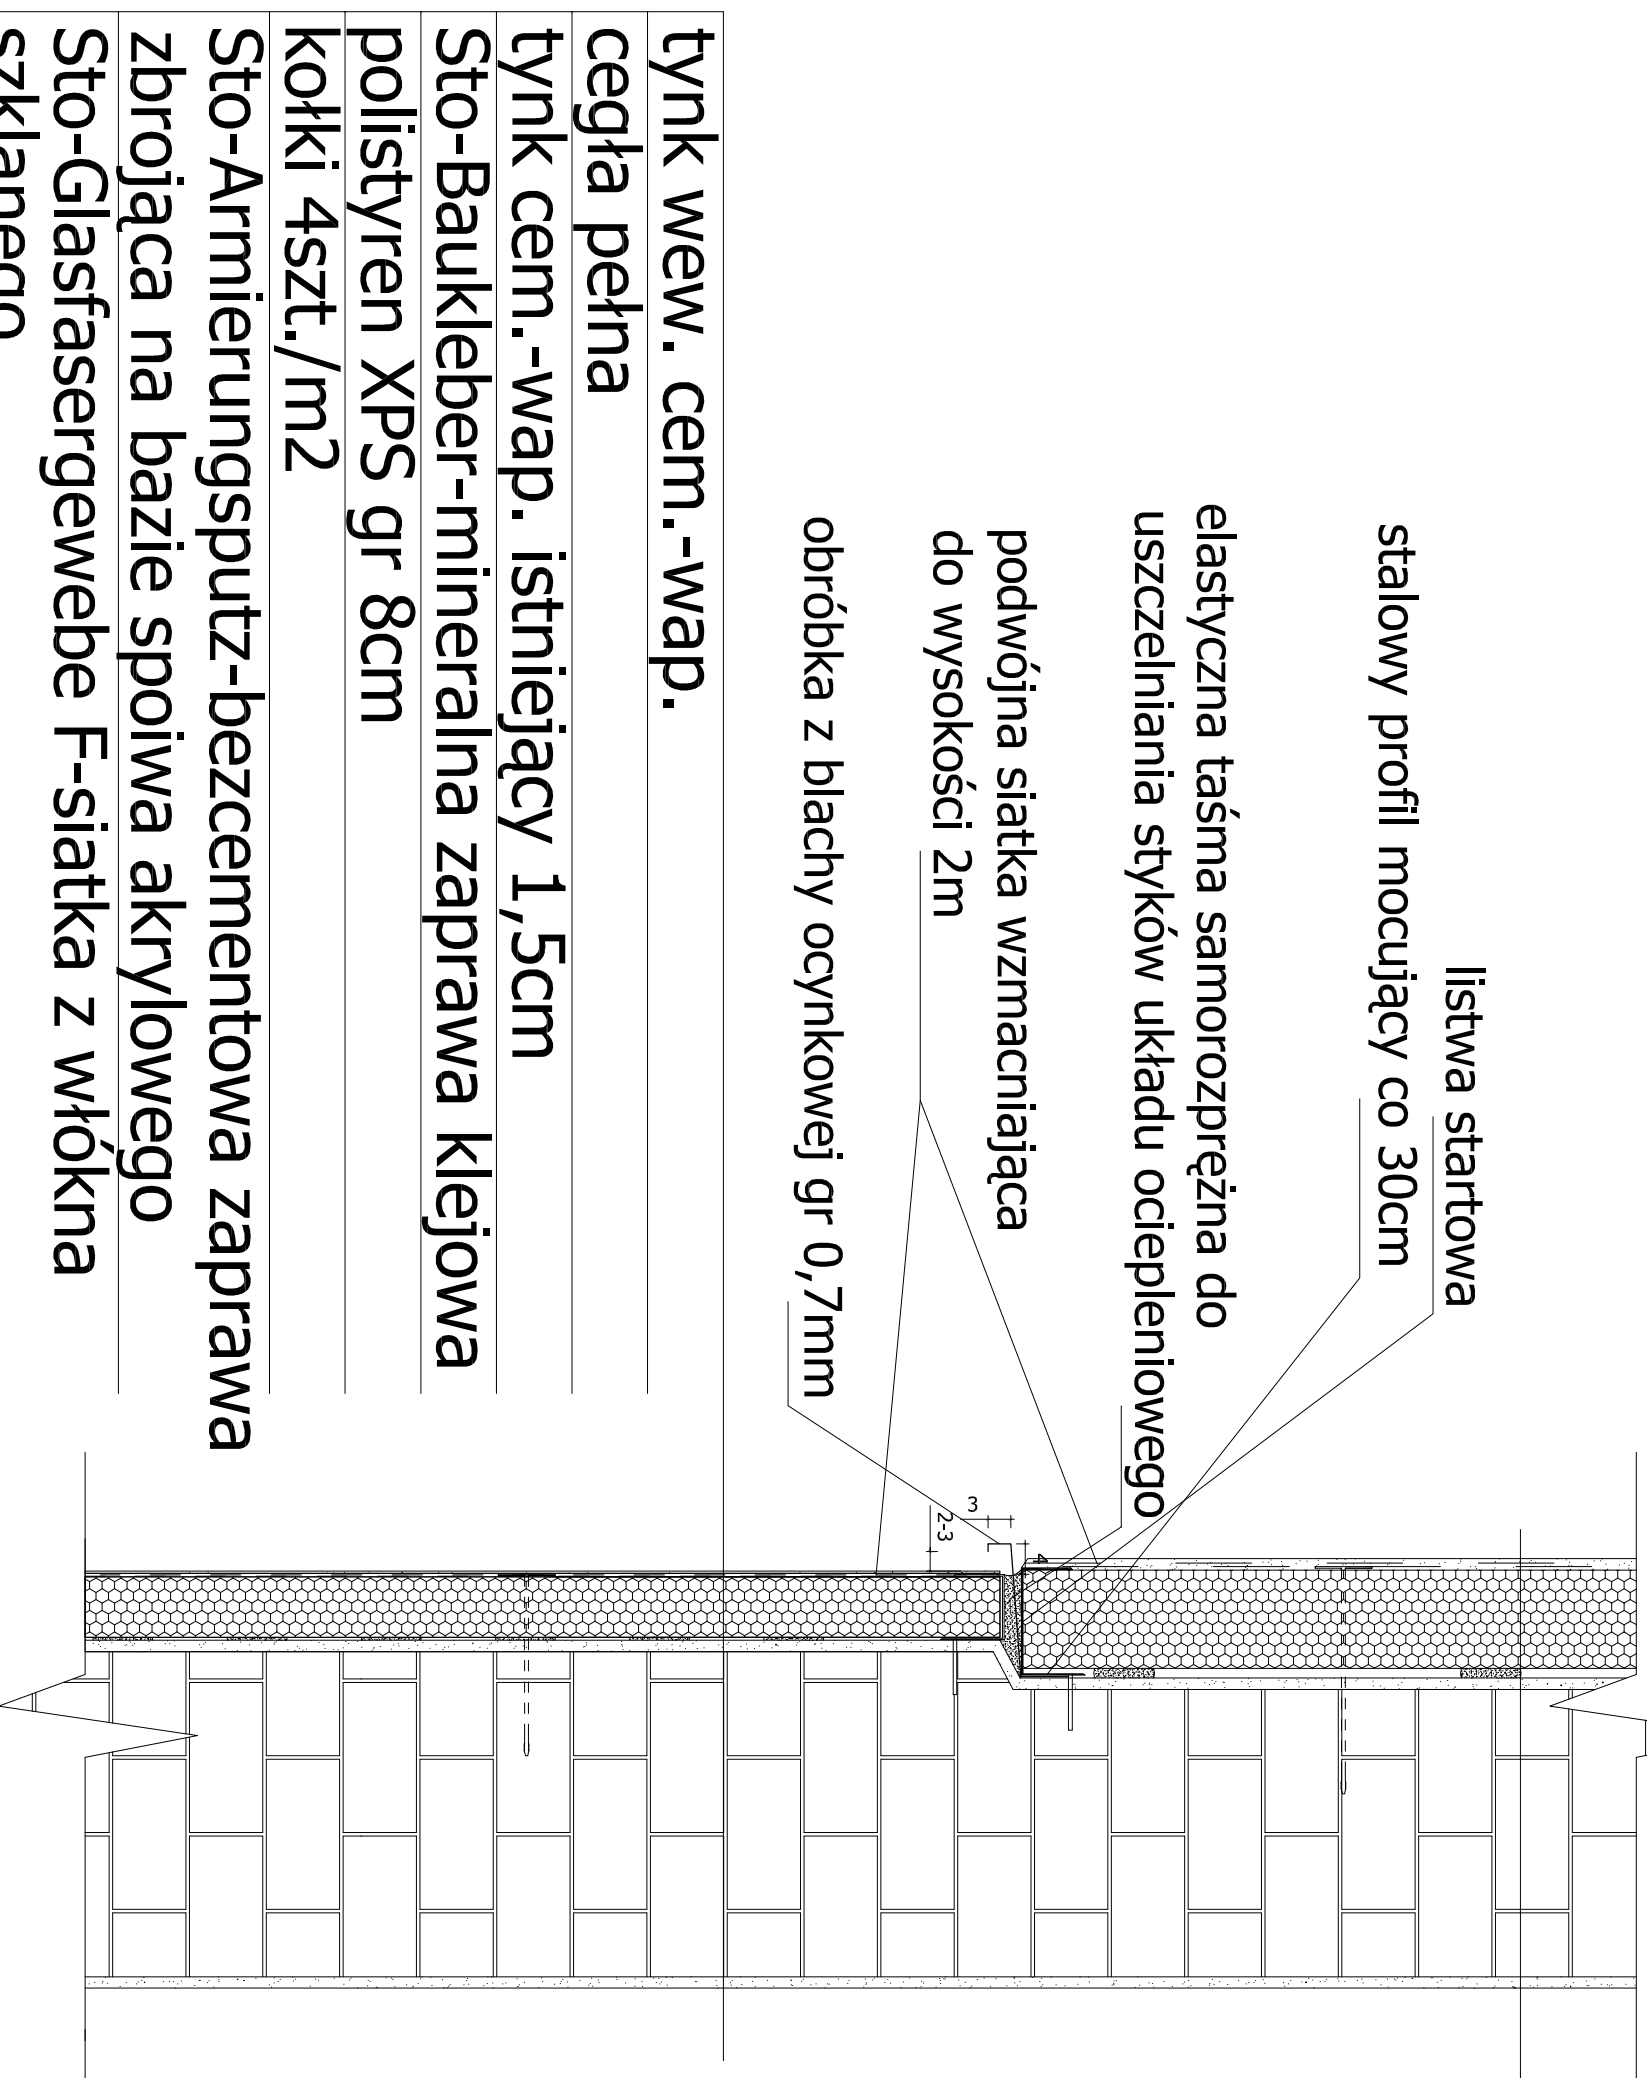 listwa startowa
stalowy profil mocujący co 30cm
elastyczna taśma samorozprężna do
uszczelniania styków układu ociepleniowego
podwójna siatka wzmacniająca
do wysokości 2m
obróbka z blachy ocynkowej gr 0,7mm
4
3
2-3
tynk wew. cem.-wap.
cegła pełna
tynk cem.-wap. istniejący 1,5cm
Sto-Baukleber-mineralna zaprawa klejowa
polistyren XPS gr 8cm
kołki 4szt./m2
Sto-Armierungsputz-bezcementowa zaprawa
zbrojąca na bazie spoiwa akrylowego
Sto-Glasfasergewebe F-siatka z włókna
szklanego